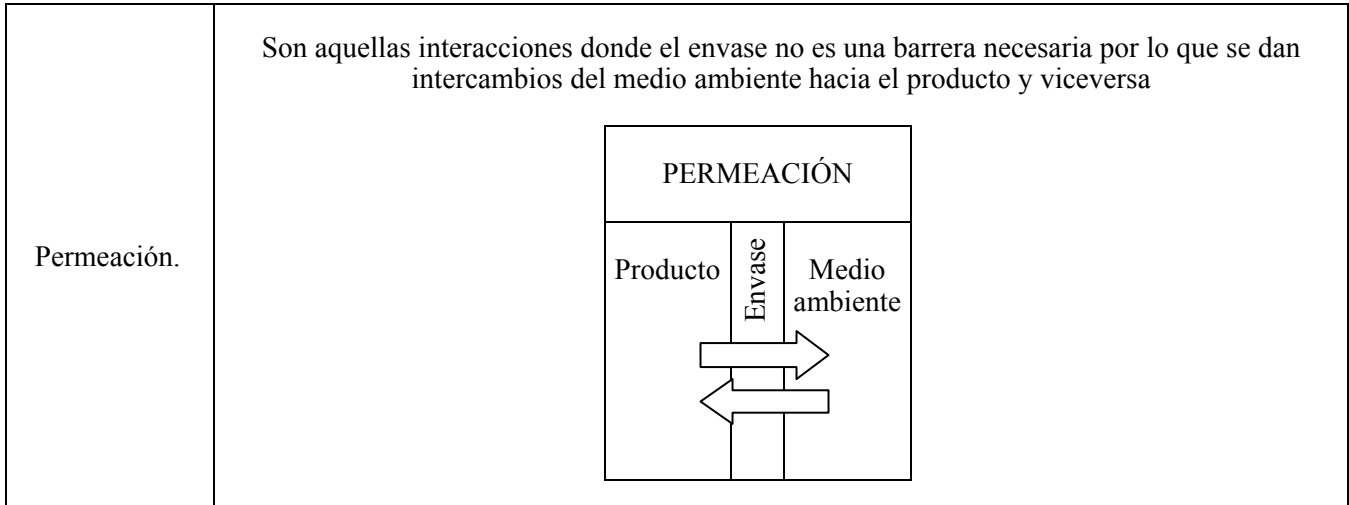 Son aquellas interacciones donde el envase no es una barrera necesaria por lo que se dan
intercambios del medio ambiente hacia el producto y viceversa
Permeación.
PERMEACIÓN
Producto
Envase
Medio
ambiente